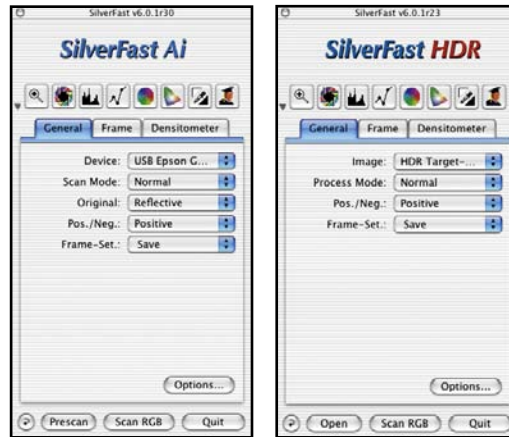 SilverFast v6.0.1r30
SilverFast Ai
General Frame Densitometer
Device: USB Epson G...
Scan Mode: Normal
Original: Reflective
Pos./Neg.: Positive
Frame-Set.: Save
Options...
Prescan Scan RGB Quit
SilverFast v6.0.1r23
SilverFast HDR
General Frame Densitometer
Image: HDR Target-...
Process Mode: Normal
Pos./Neg.: Positive
Frame-Set.: Save
Options...
Open Scan RGB Quit